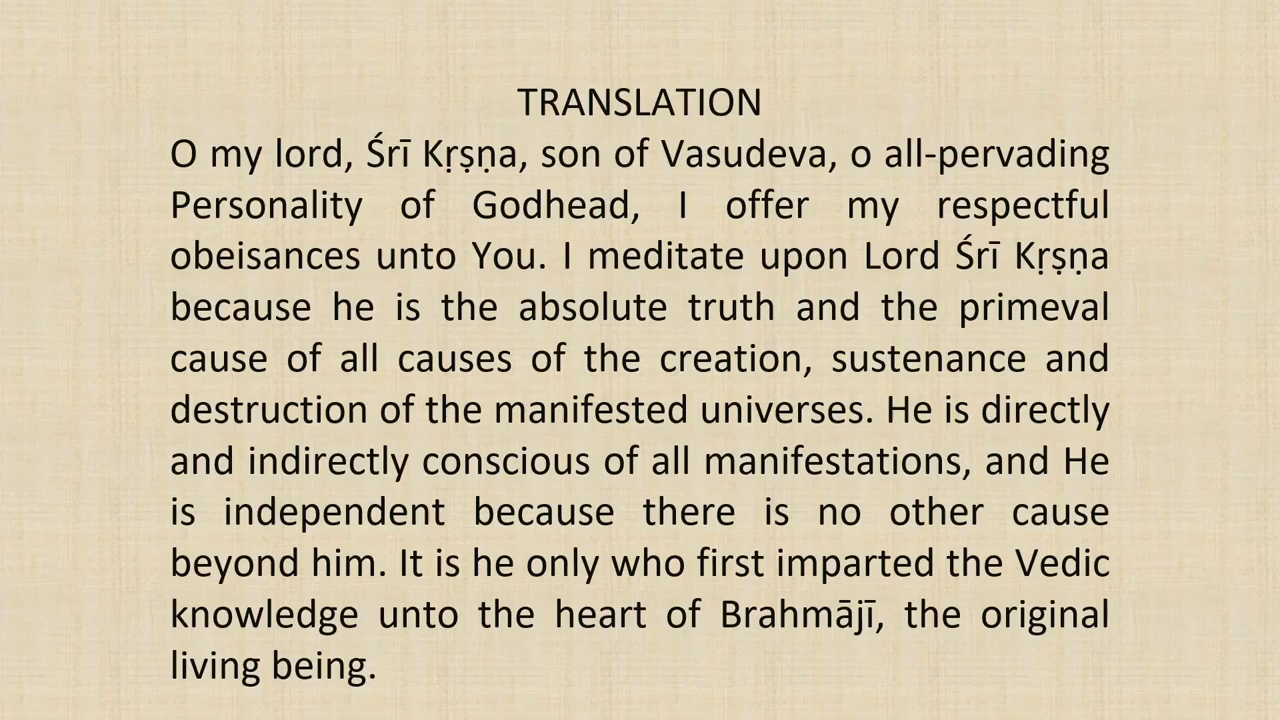 TRANSLATION
O my lord, Śrī Kṛṣṇa, son of Vasudeva, o all-pervading
Personality of Godhead, I offer my respectful
obeisances unto You. I meditate upon Lord Śrī Kṛṣṇa
because he is the absolute truth and the primeval
cause of all causes of the creation, sustenance and
destruction of the manifested universes. He is directly
and indirectly conscious of all manifestations, and He
is independent because there is no other cause
beyond him. It is he only who first imparted the Vedic
knowledge unto the heart of Brahmājī, the original
living being.